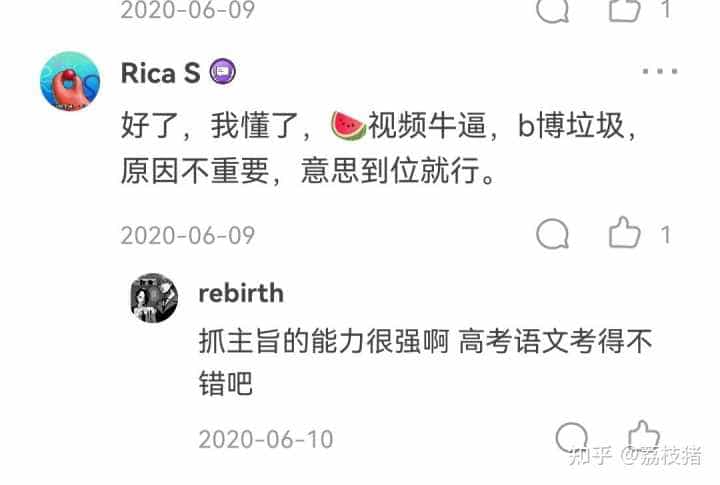 2020-06-09 1
Rica S
好了，我懂了，🍉视频牛逼，b博垃圾，
原因不重要，意思到位就行。
2020-06-09 1
rebirth
抓主旨的能力很强啊 高考语文考得不
错吧
2020-06-10
知乎 @荔枝猪